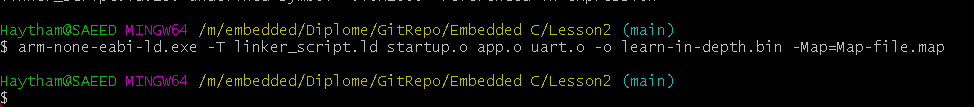 Haytham@SAEED MINGW64 /m/embedded/Diplome/GitRepo/Embedded C/Lesson2 (main)
$ arm-none-eabi-ld.exe -T linker_script.ld startup.o app.o uart.o -o learn-in-depth.bin -Map=Map-file.map
Haytham@SAEED MINGW64 /m/embedded/Diplome/GitRepo/Embedded C/Lesson2 (main)
$